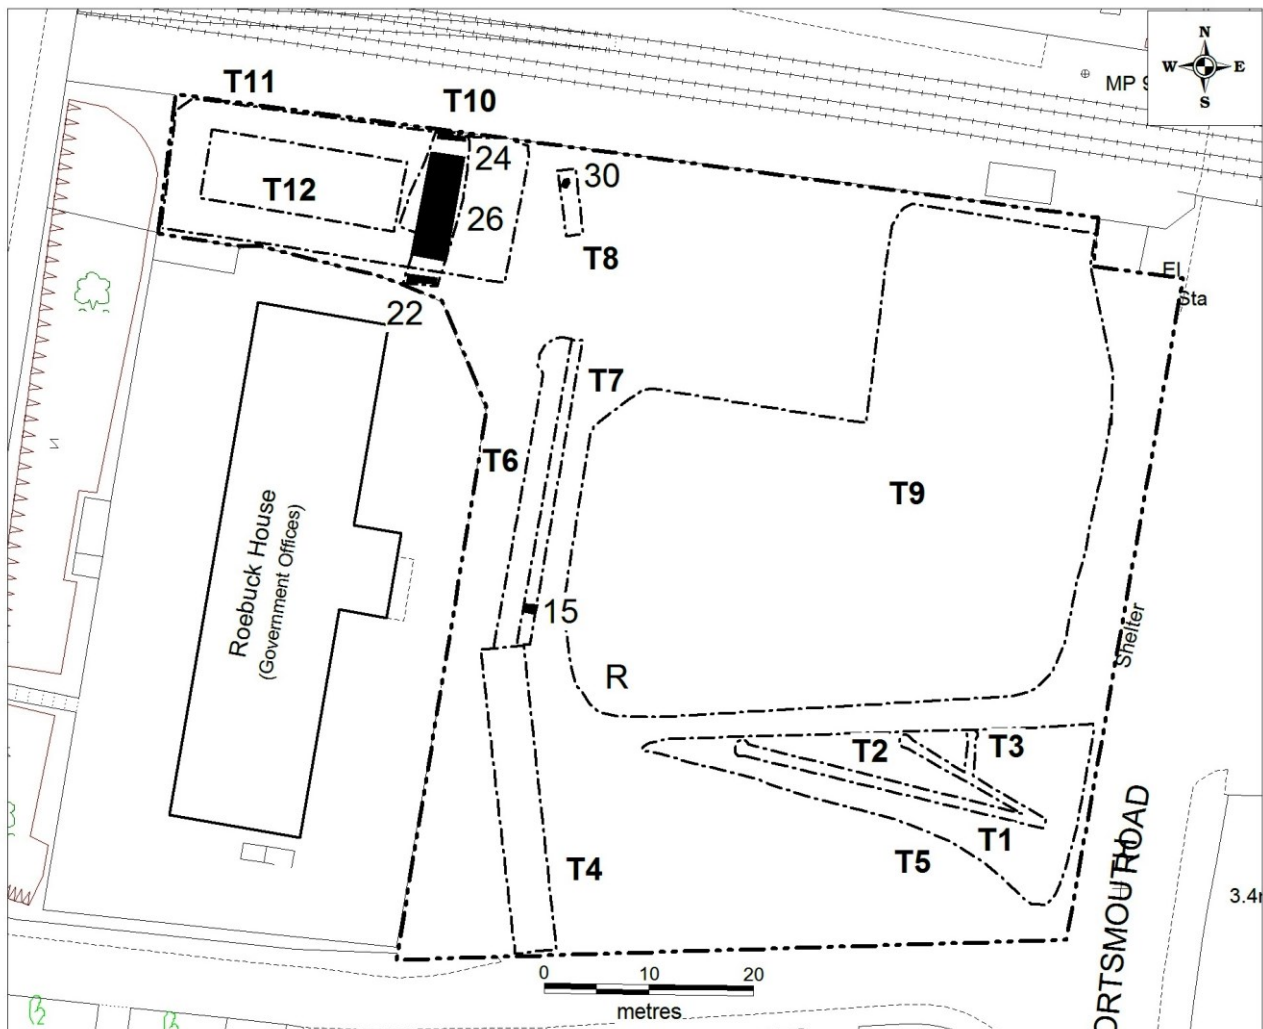 N
W E
S
MP 9
T11
T10
24
30
T12
26
T8
El
Sta
22
T7
T6
T9
Roebuck House
(Government Offices)
15
Shelter
R
T2
T3
T1
T5
T4
ROAD
3.4m
0 10 20
metres